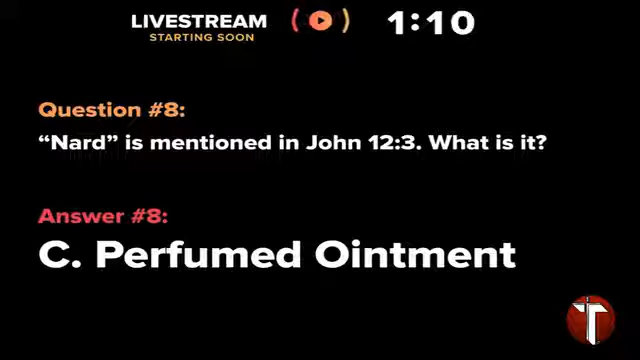 LIVESTREAM
STARTING SOON
1:10
Question #8:
“Nard” is mentioned in John 12:3. What is it?
Answer #8:
C. Perfumed Ointment